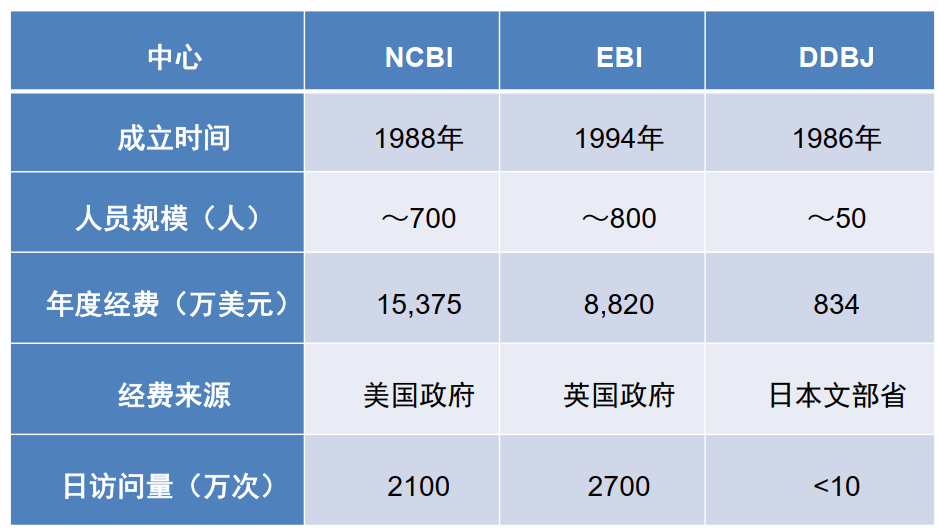 中心 NCBI EBI DDBJ
成立时间 1988年 1994年 1986年
人员规模（人） ～700 ～800 ～50
年度经费（万美元） 15,375 8,820 834
经费来源 美国政府 英国政府 日本文部省
日访问量（万次） 2100 2700 <10